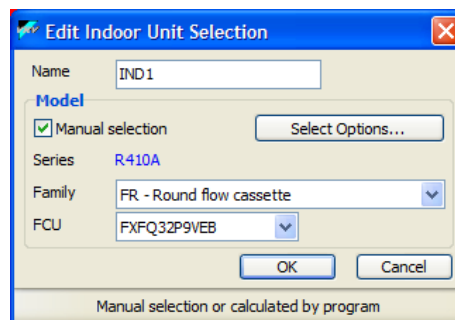 Edit Indoor Unit Selection
Name IND1
Model
Manual selection Select Options...
Series R410A
Family FR - Round flow cassette
FCU FXFQ32P9VEB
OK Cancel
Manual selection or calculated by program